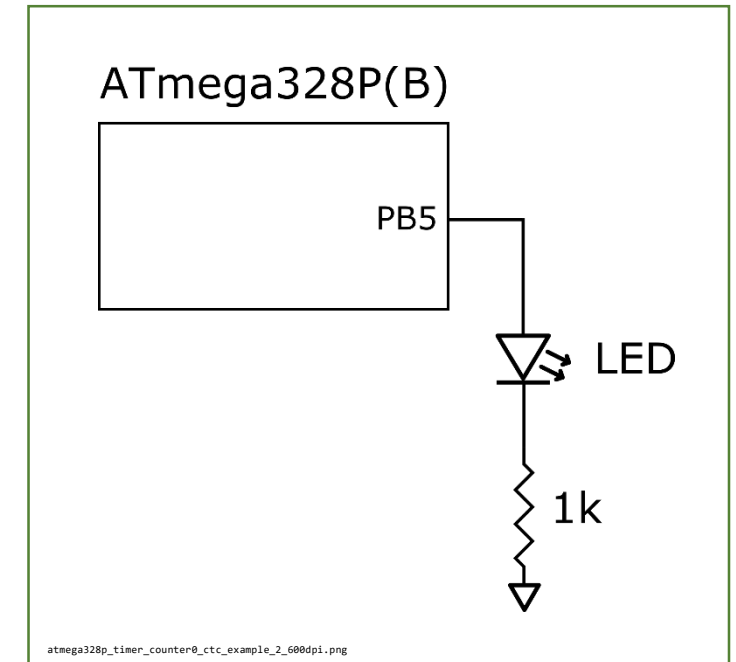 ATmega328P(B)
PB5
LED
1k
atmega328p_timer_counter0_ctc_example_2_600dpi.png